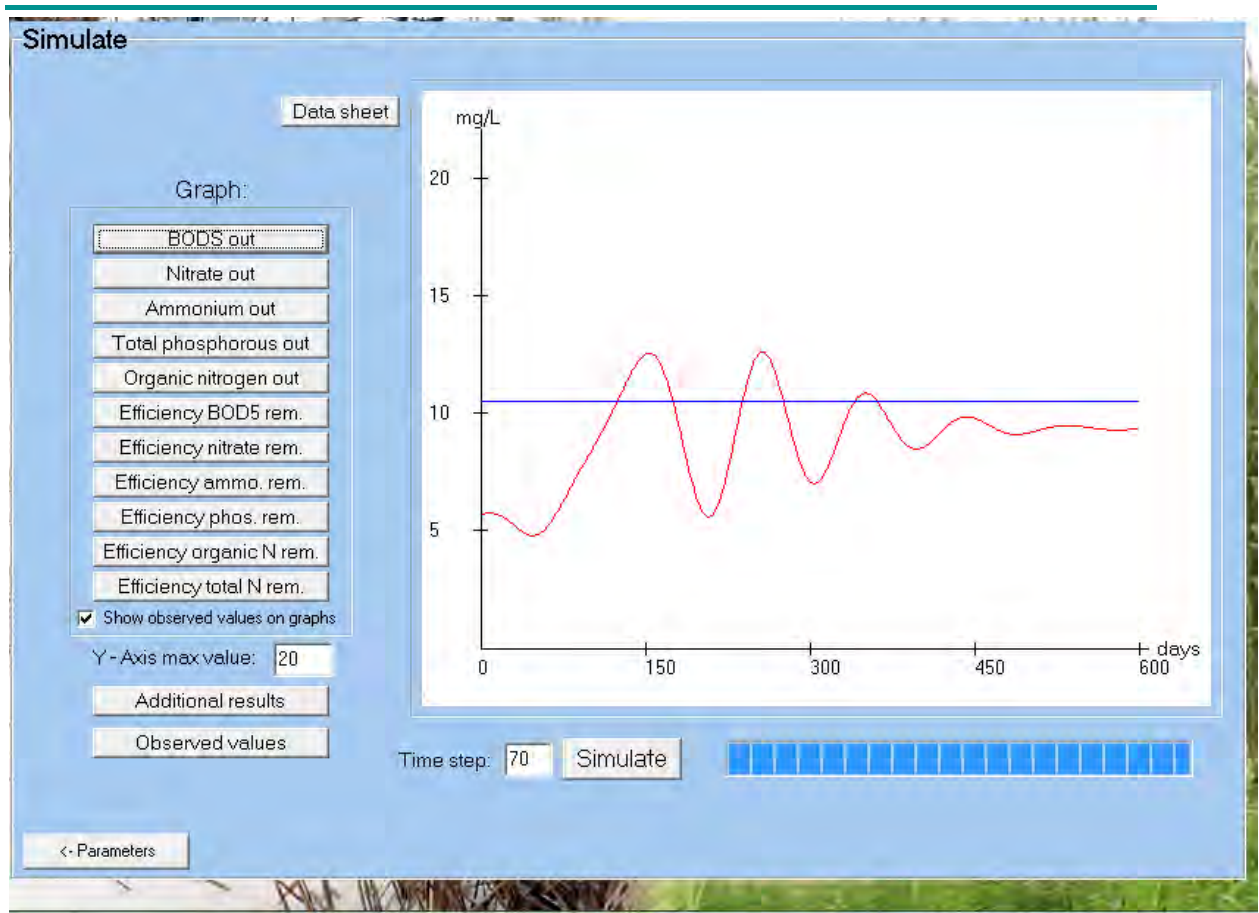 Simulate
Data sheet
Graph:
BODS out
Nitrate out
Ammonium out
Total phosphorous out
Organic nitrogen out
Efficiency BOD5 rem.
Efficiency nitrate rem.
Efficiency ammo. rem.
Efficiency phos. rem.
Efficiency organic N rem.
Efficiency total N rem.
Show observed values on graphs
Y - Axis max value: 20
Additional results
Observed values
mg/L
20
15
10
5
0 150 300 450 600 days
Time step: 70 Simulate
<- Parameters